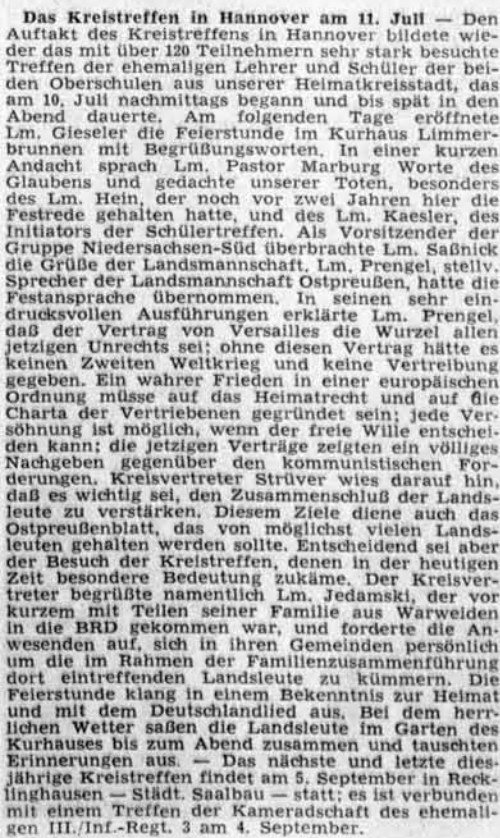 Das Kreistreffen in Hannover am 11. Juli — Den
Auftakt des Kreistreffens in Hannover bildete wie-
der das mit über 120 Teilnehmern sehr stark besuchte
Treffen der ehemaligen Lehrer und Schüler der bei-
den Oberschulen aus unserer Heimatkreisstadt, das
am 10. Juli nachmittags begann und bis spät in den
Abend dauerte. Am folgenden Tage eröffnete
Lm. Gieseler die Feierstunde im Kurhaus Limmer-
brunnen mit Begrüßungsworten. In einer kurzen
Andacht sprach Lm. Pastor Marburg Worte des
Glaubens und gedachte unserer Toten, besonders
des Lm. Hein, der noch vor zwei Jahren hier die
Festrede gehalten hatte, und des Lm. Kaesler, des
Initiators der Schülertreffen. Als Vorsitzender der
Gruppe Niedersachsen-Süd überbrachte Lm. Saßnick
die Grüße der Landsmannschaft. Lm. Prengel, stellv.
Sprecher der Landsmannschaft Ostpreußen, hatte die
Festansprache übernommen. In seinen sehr ein-
drucksvollen Ausführungen erklärte Lm. Prengel,
daß der Vertrag von Versailles die Wurzel allen
jetzigen Unrechts sei; ohne diesen Vertrag hätte es
keinen Zweiten Weltkrieg und keine Vertreibung
gegeben. Ein wahrer Frieden in einer europäischen
Ordnung müsse auf das Heimatrecht und auf die
Charta der Vertriebenen gegründet sein; jede Ver-
söhnung ist möglich, wenn der freie Wille entschei-
den kann; die jetzigen Verträge zeigten ein völliges
Nachgeben gegenüber den kommunistischen For-
derungen. Kreisvertreter Strüver wies darauf hin,
daß es wichtig sei, den Zusammenschluß der Lands-
leute zu verstärken. Diesem Ziele diene auch das
Ostpreußenblatt, das von möglichst vielen Lands-
leuten gehalten werden sollte. Entscheidend sei aber
der Besuch der Kreistreffen, denen in der heutigen
Zeit besondere Bedeutung zukäme. Der Kreisver-
treter begrüßte namentlich Lm. Jedamski, der vor
kurzem mit Teilen seiner Familie aus Warweiden
in die BRD gekommen war, und forderte die An-
wesenden auf, sich in ihren Gemeinden persönlich
um die im Rahmen der Familienzusammenführung
dort eintreffenden Landsleute zu kümmern. Die
Feierstunde klang in einem Bekenntnis zur Heimat
und mit dem Deutschlandlied aus. Bei dem herr-
lichen Wetter saßen die Landsleute im Garten des
Kurhauses bis zum Abend zusammen und tauschten
Erinnerungen aus. — Das nächste und letzte dies-
jährige Kreistreffen findet am 5. September in Reck-
linghausen — Städt. Saalbau — statt; es ist verbunden
mit einem Treffen der Kameradschaft des ehemali-
gen III./Inf.-Regt. 3 am 4. September.